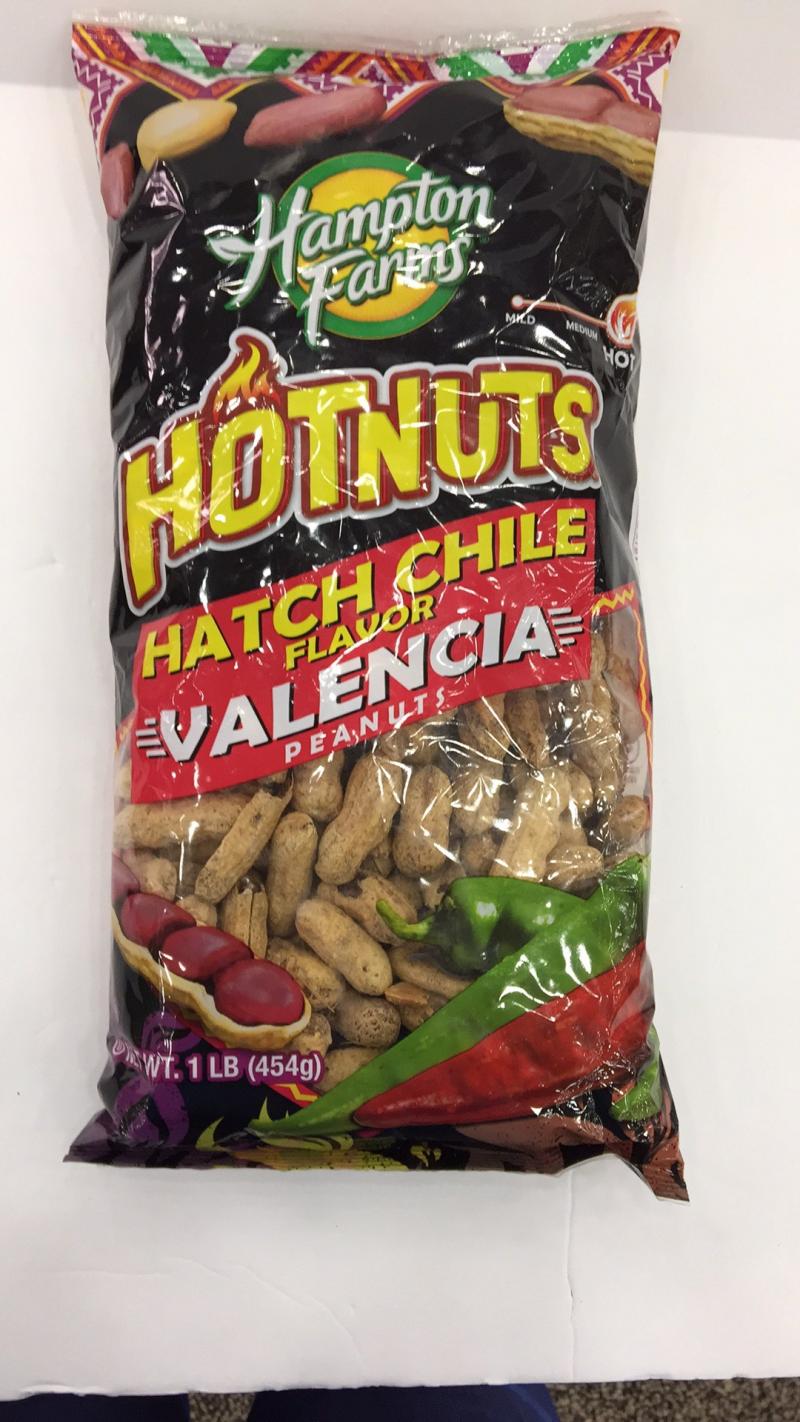 Hampton
Farms
MILD
MEDIUM
HOT
HOTNUTS
HATCH CHILE
FLAVOR
VALENCIA
PEANUTS
WT. 1 LB (454g)